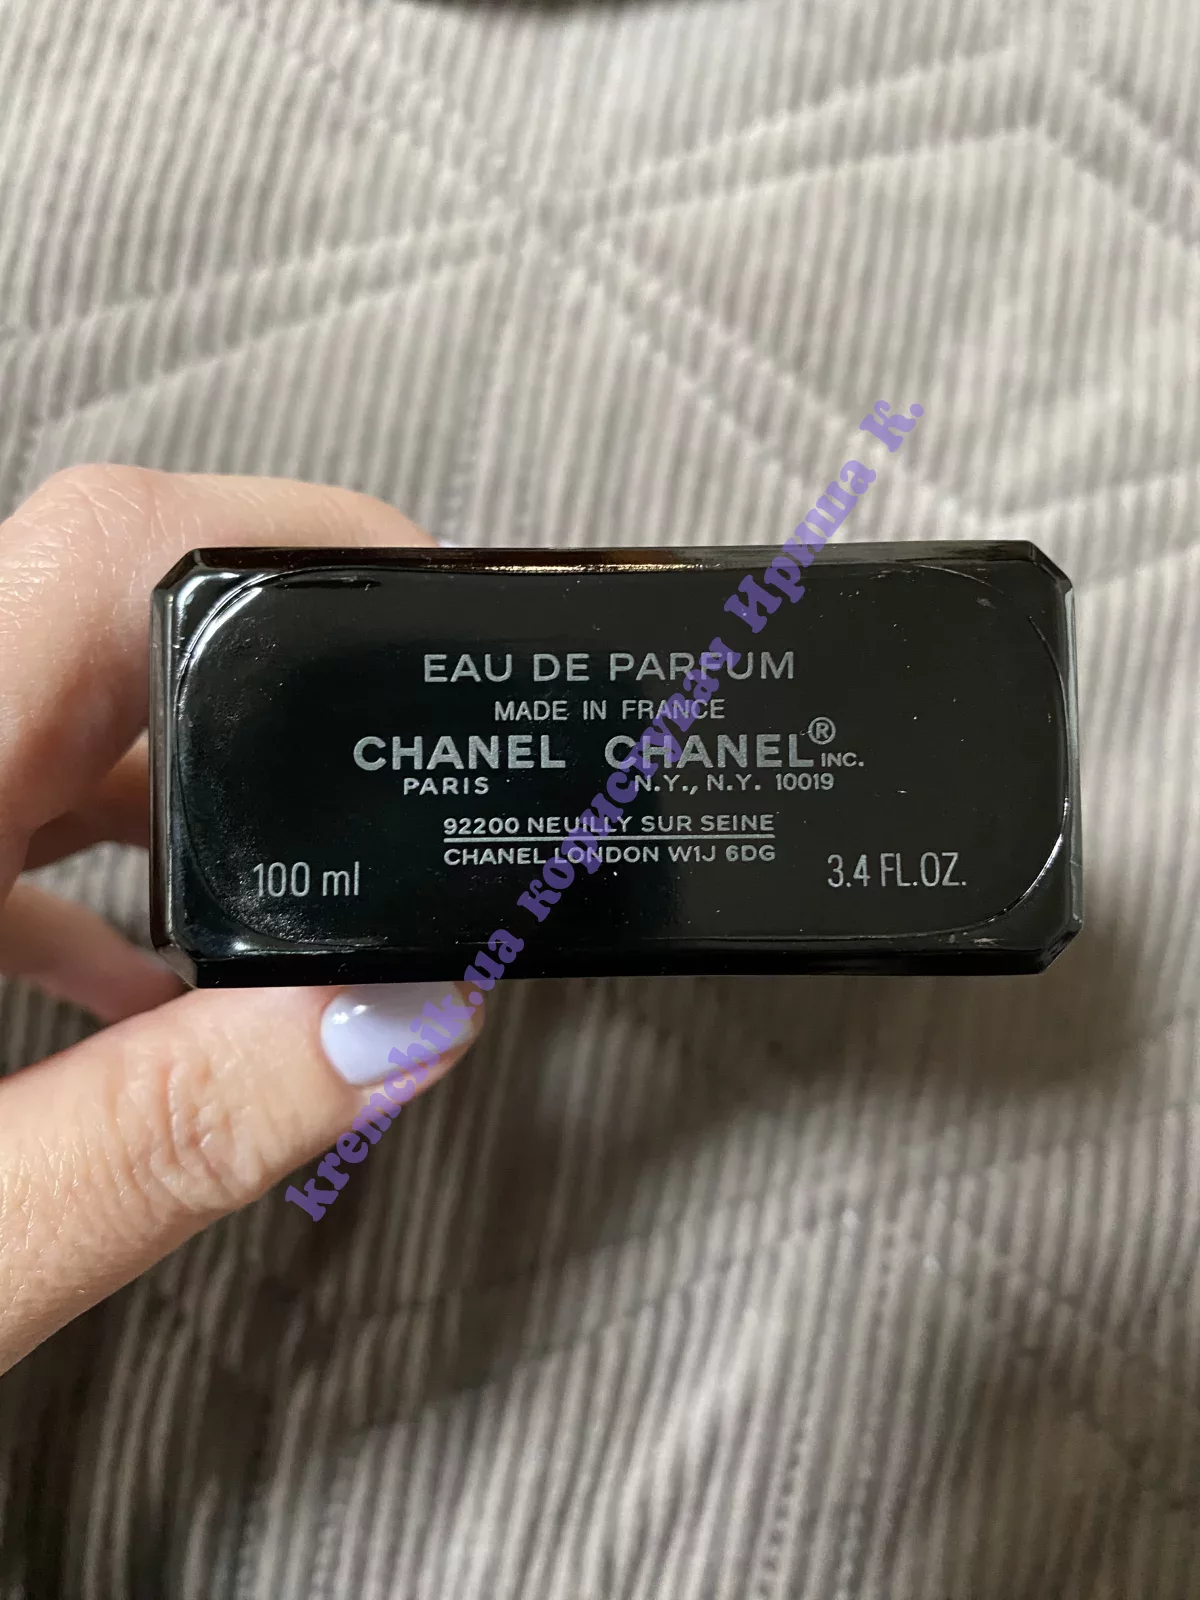 EAU DE PARFUM
MADE IN FRANCE
CHANEL CHANEL® INC.
PARIS N.Y., N.Y. 10019
92200 NEUILLY SUR SEINE
CHANEL LONDON W1J 6DG
100 ml 3.4 FL.OZ.
kremchik.ua користувач Ириша К.